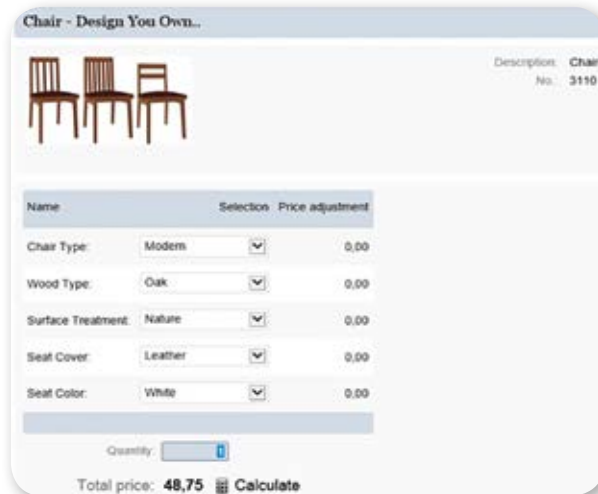 Chair - Design You Own..
Description: Chair
No.: 3110
Name Selection Price adjustment
Chair Type: Modern 0,00
Wood Type: Oak 0,00
Surface Treatment: Nature 0,00
Seat Cover: Leather 0,00
Seat Color: White 0,00
Quantity: 1
Total price: 48,75 Calculate